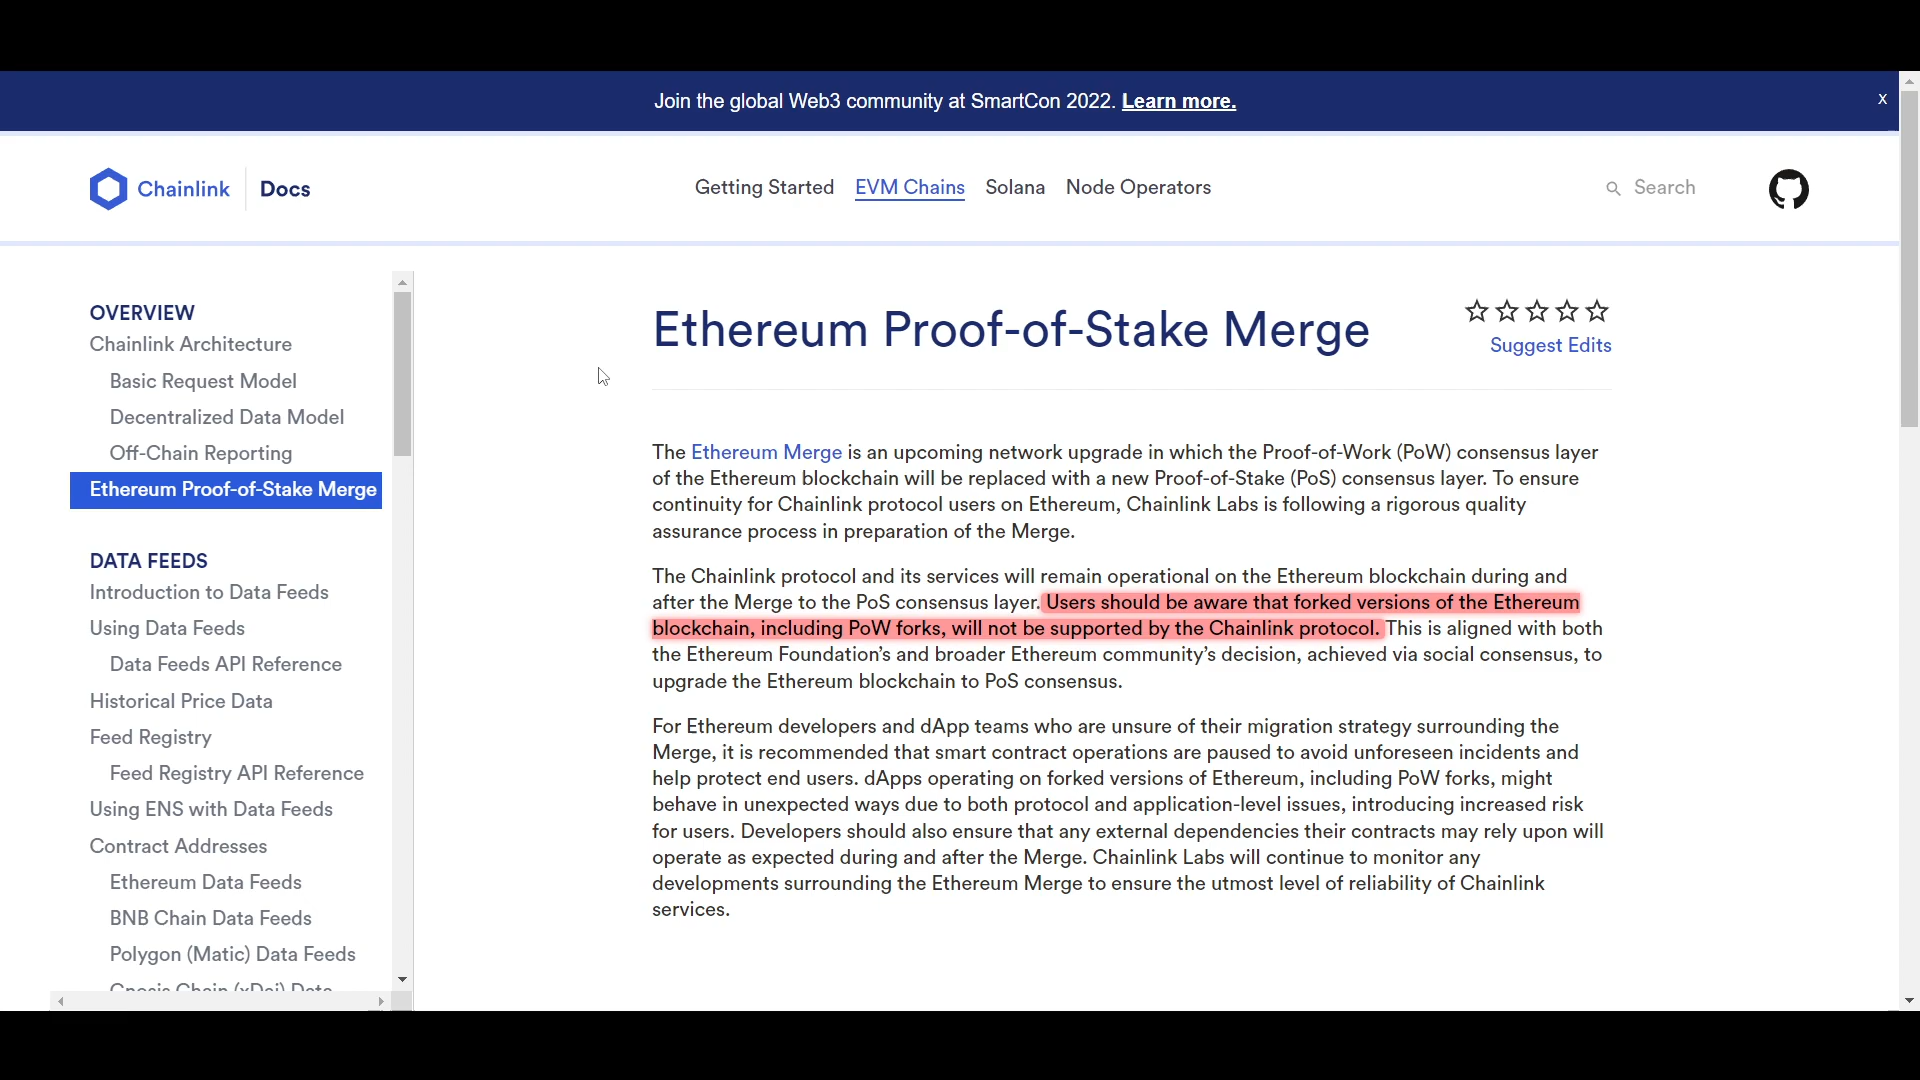 Join the global Web3 community at SmartCon 2022. Learn more.
X
Chainlink Docs
Getting Started EVM Chains Solana Node Operators
Search
OVERVIEW
Chainlink Architecture
Basic Request Model
Decentralized Data Model
Off-Chain Reporting
Ethereum Proof-of-Stake Merge
DATA FEEDS
Introduction to Data Feeds
Using Data Feeds
Data Feeds API Reference
Historical Price Data
Feed Registry
Feed Registry API Reference
Using ENS with Data Feeds
Contract Addresses
Ethereum Data Feeds
BNB Chain Data Feeds
Polygon (Matic) Data Feeds
Gnosis Chain (xDai) Data
Ethereum Proof-of-Stake Merge
Suggest Edits
The Ethereum Merge is an upcoming network upgrade in which the Proof-of-Work (PoW) consensus layer
of the Ethereum blockchain will be replaced with a new Proof-of-Stake (PoS) consensus layer. To ensure
continuity for Chainlink protocol users on Ethereum, Chainlink Labs is following a rigorous quality
assurance process in preparation of the Merge.
The Chainlink protocol and its services will remain operational on the Ethereum blockchain during and
after the Merge to the PoS consensus layer. Users should be aware that forked versions of the Ethereum
blockchain, including PoW forks, will not be supported by the Chainlink protocol. This is aligned with both
the Ethereum Foundation’s and broader Ethereum community’s decision, achieved via social consensus, to
upgrade the Ethereum blockchain to PoS consensus.
For Ethereum developers and dApp teams who are unsure of their migration strategy surrounding the
Merge, it is recommended that smart contract operations are paused to avoid unforeseen incidents and
help protect end users. dApps operating on forked versions of Ethereum, including PoW forks, might
behave in unexpected ways due to both protocol and application-level issues, introducing increased risk
for users. Developers should also ensure that any external dependencies their contracts may rely upon will
operate as expected during and after the Merge. Chainlink Labs will continue to monitor any
developments surrounding the Ethereum Merge to ensure the utmost level of reliability of Chainlink
services.